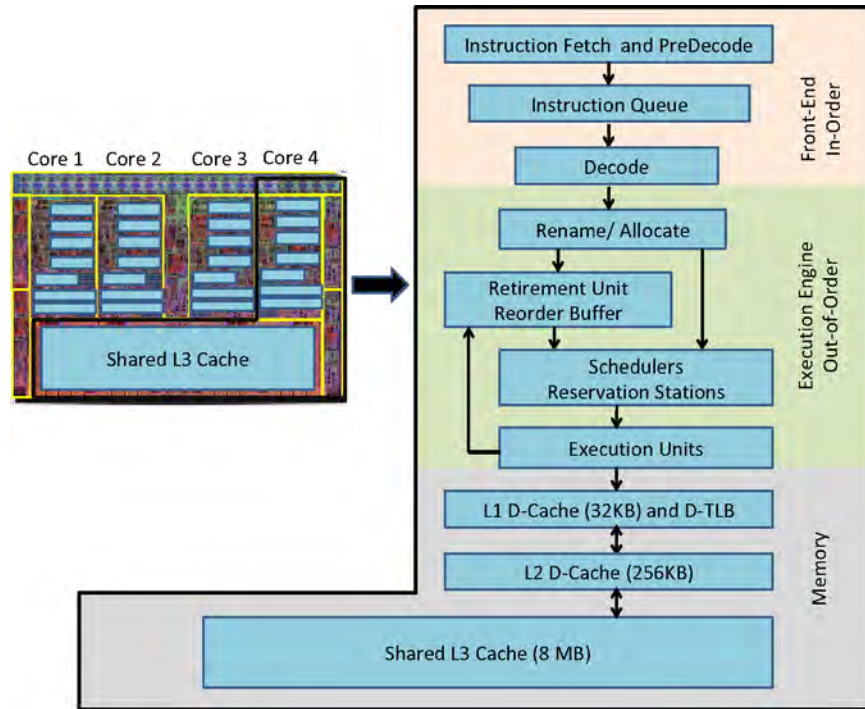 Core 1
Core 2
Core 3
Core 4
Shared L3 Cache
Instruction Fetch and PreDecode
Instruction Queue
Decode
Front-End
In-Order
Rename/ Allocate
Retirement Unit
Reorder Buffer
Schedulers
Reservation Stations
Execution Units
Execution Engine
Out-of-Order
L1 D-Cache (32KB) and D-TLB
L2 D-Cache (256KB)
Shared L3 Cache (8 MB)
Memory